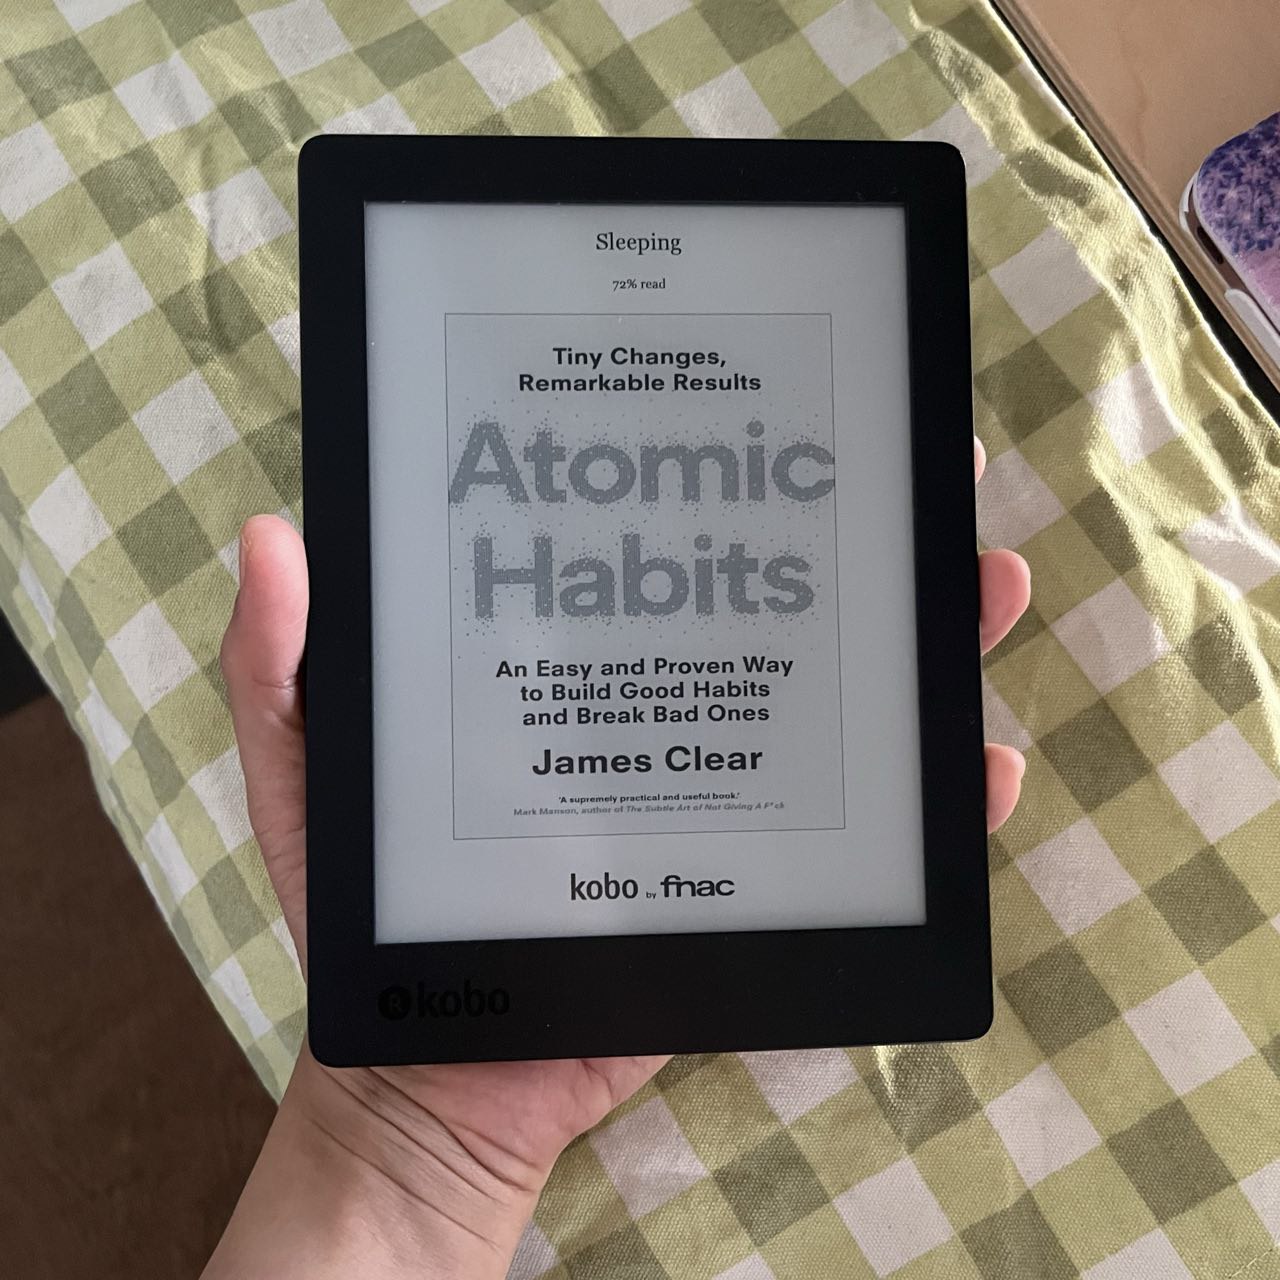 Sleeping
72% read
Tiny Changes,
Remarkable Results
Atomic
Habits
An Easy and Proven Way
to Build Good Habits
and Break Bad Ones
James Clear
'A supremely practical and useful book.'
Mark Manson, author of The Subtle Art of Not Giving A F*ck
kobo by fnac
R kobo